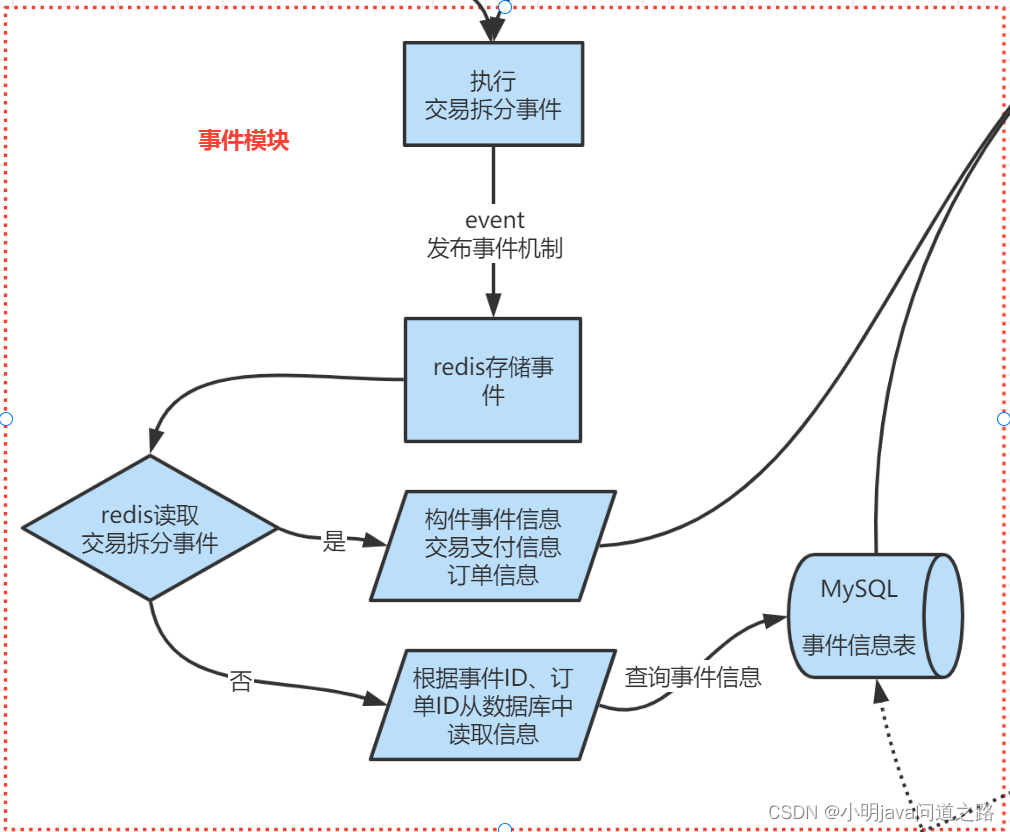 执行
交易拆分事件
事件模块
event
发布事件机制
redis存储事
件
redis读取
交易拆分事件
是
构件事件信息
交易支付信息
订单信息
否
根据事件ID、订
单ID从数据库中
读取信息
查询事件信息
MySQL
事件信息表
CSDN @小明java问道之路